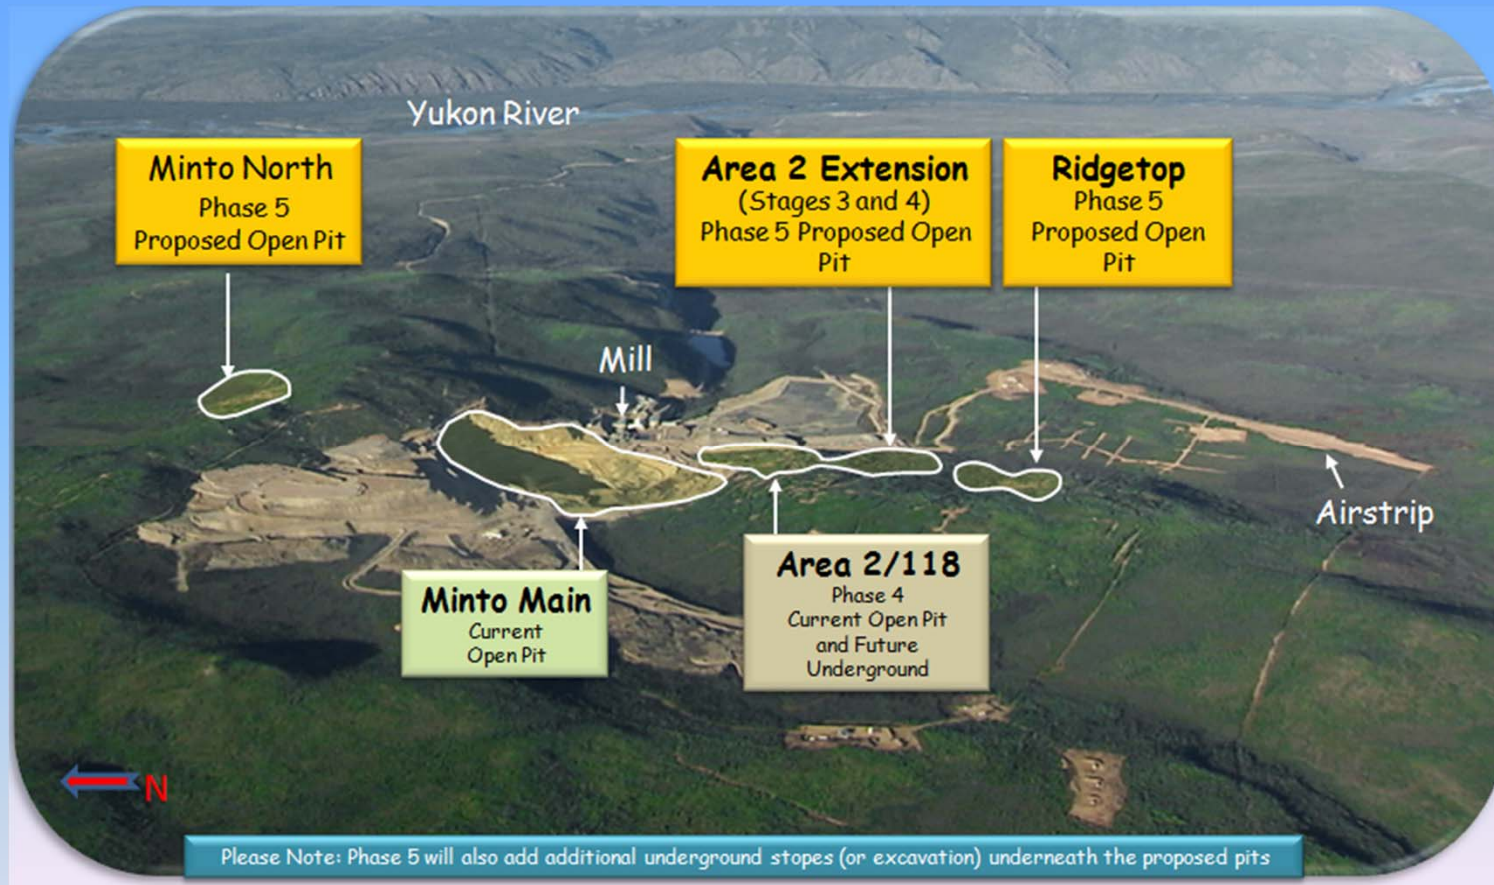 Yukon River
Minto North
Phase 5
Proposed Open Pit
Area 2 Extension
(Stages 3 and 4)
Phase 5 Proposed Open
Pit
Ridgetop
Phase 5
Proposed Open
Pit
Mill
Airstrip
Minto Main
Current
Open Pit
Area 2/118
Phase 4
Current Open Pit
and Future
Underground
N
Please Note: Phase 5 will also add additional underground stopes (or excavation) underneath the proposed pits